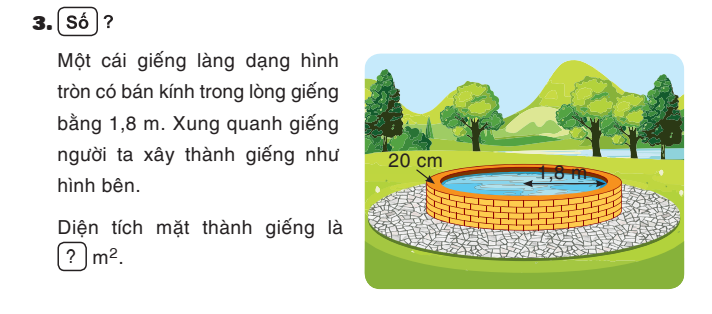 3. Số ?
Một cái giếng làng dạng hình
tròn có bán kính trong lòng giếng
bằng 1,8 m. Xung quanh giếng
người ta xây thành giếng như
hình bên.
Diện tích mặt thành giếng là
? m².
20 cm
1,8 m